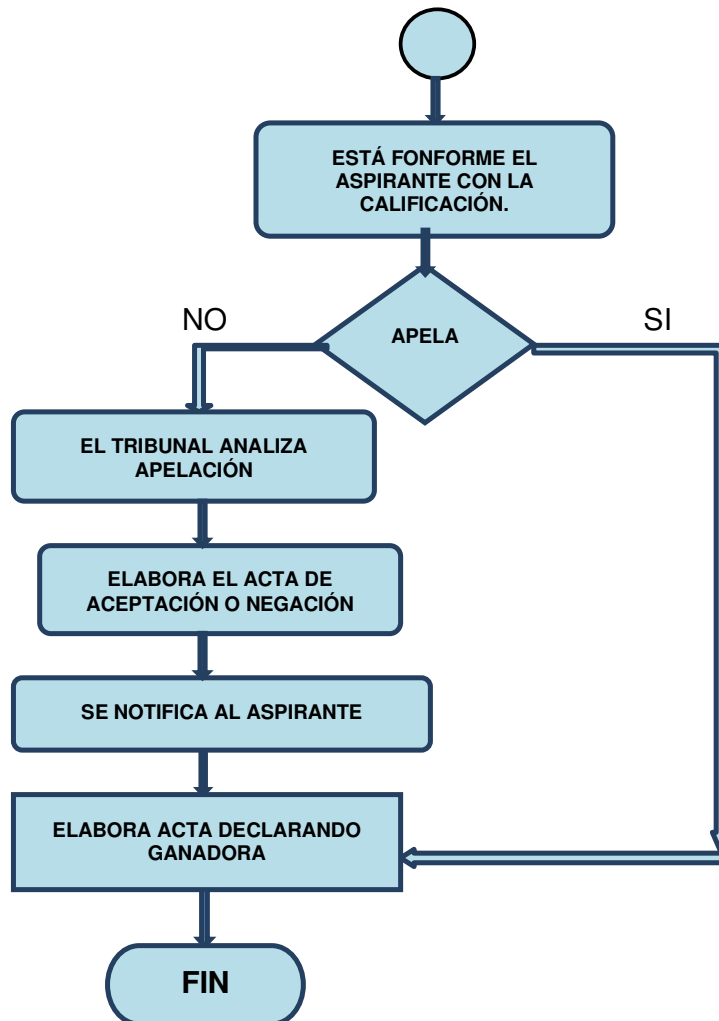 ESTÁ FONFORME EL
ASPIRANTE CON LA
CALIFICACIÓN.
APELA
NO
SI
EL TRIBUNAL ANALIZA
APELACIÓN
ELABORA EL ACTA DE
ACEPTACIÓN O NEGACIÓN
SE NOTIFICA AL ASPIRANTE
ELABORA ACTA DECLARANDO
GANADORA
FIN